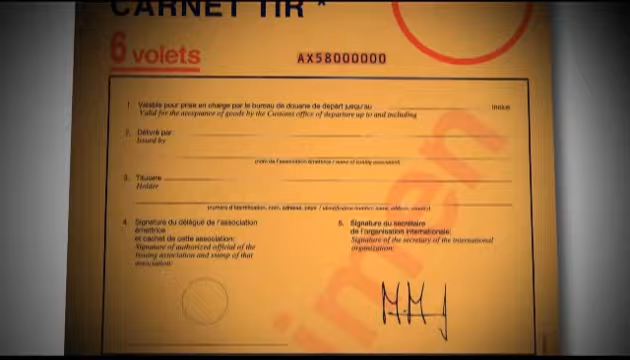 CARNET TIR *
6 volets
AX58000000
1. Valable pour prise en charge par le bureau de douane de départ jusqu'au inclus
Valid for the acceptance of goods by the Customs office of departure up to and including
2. Délivré par
Issued by
(nom de l'association émettrice / name of issuing association)
3. Titulaire
Holder
(numéro d'identification, nom, adresse, pays / identification number, name, address, country)
4. Signature du délégué de l'association
émettrice
et cachet de cette association:
Signature of authorized official of the
issuing association and stamp of that
association:
5. Signature du secrétaire
de l'organisation internationale:
Signature of the secretary of the international
organization: